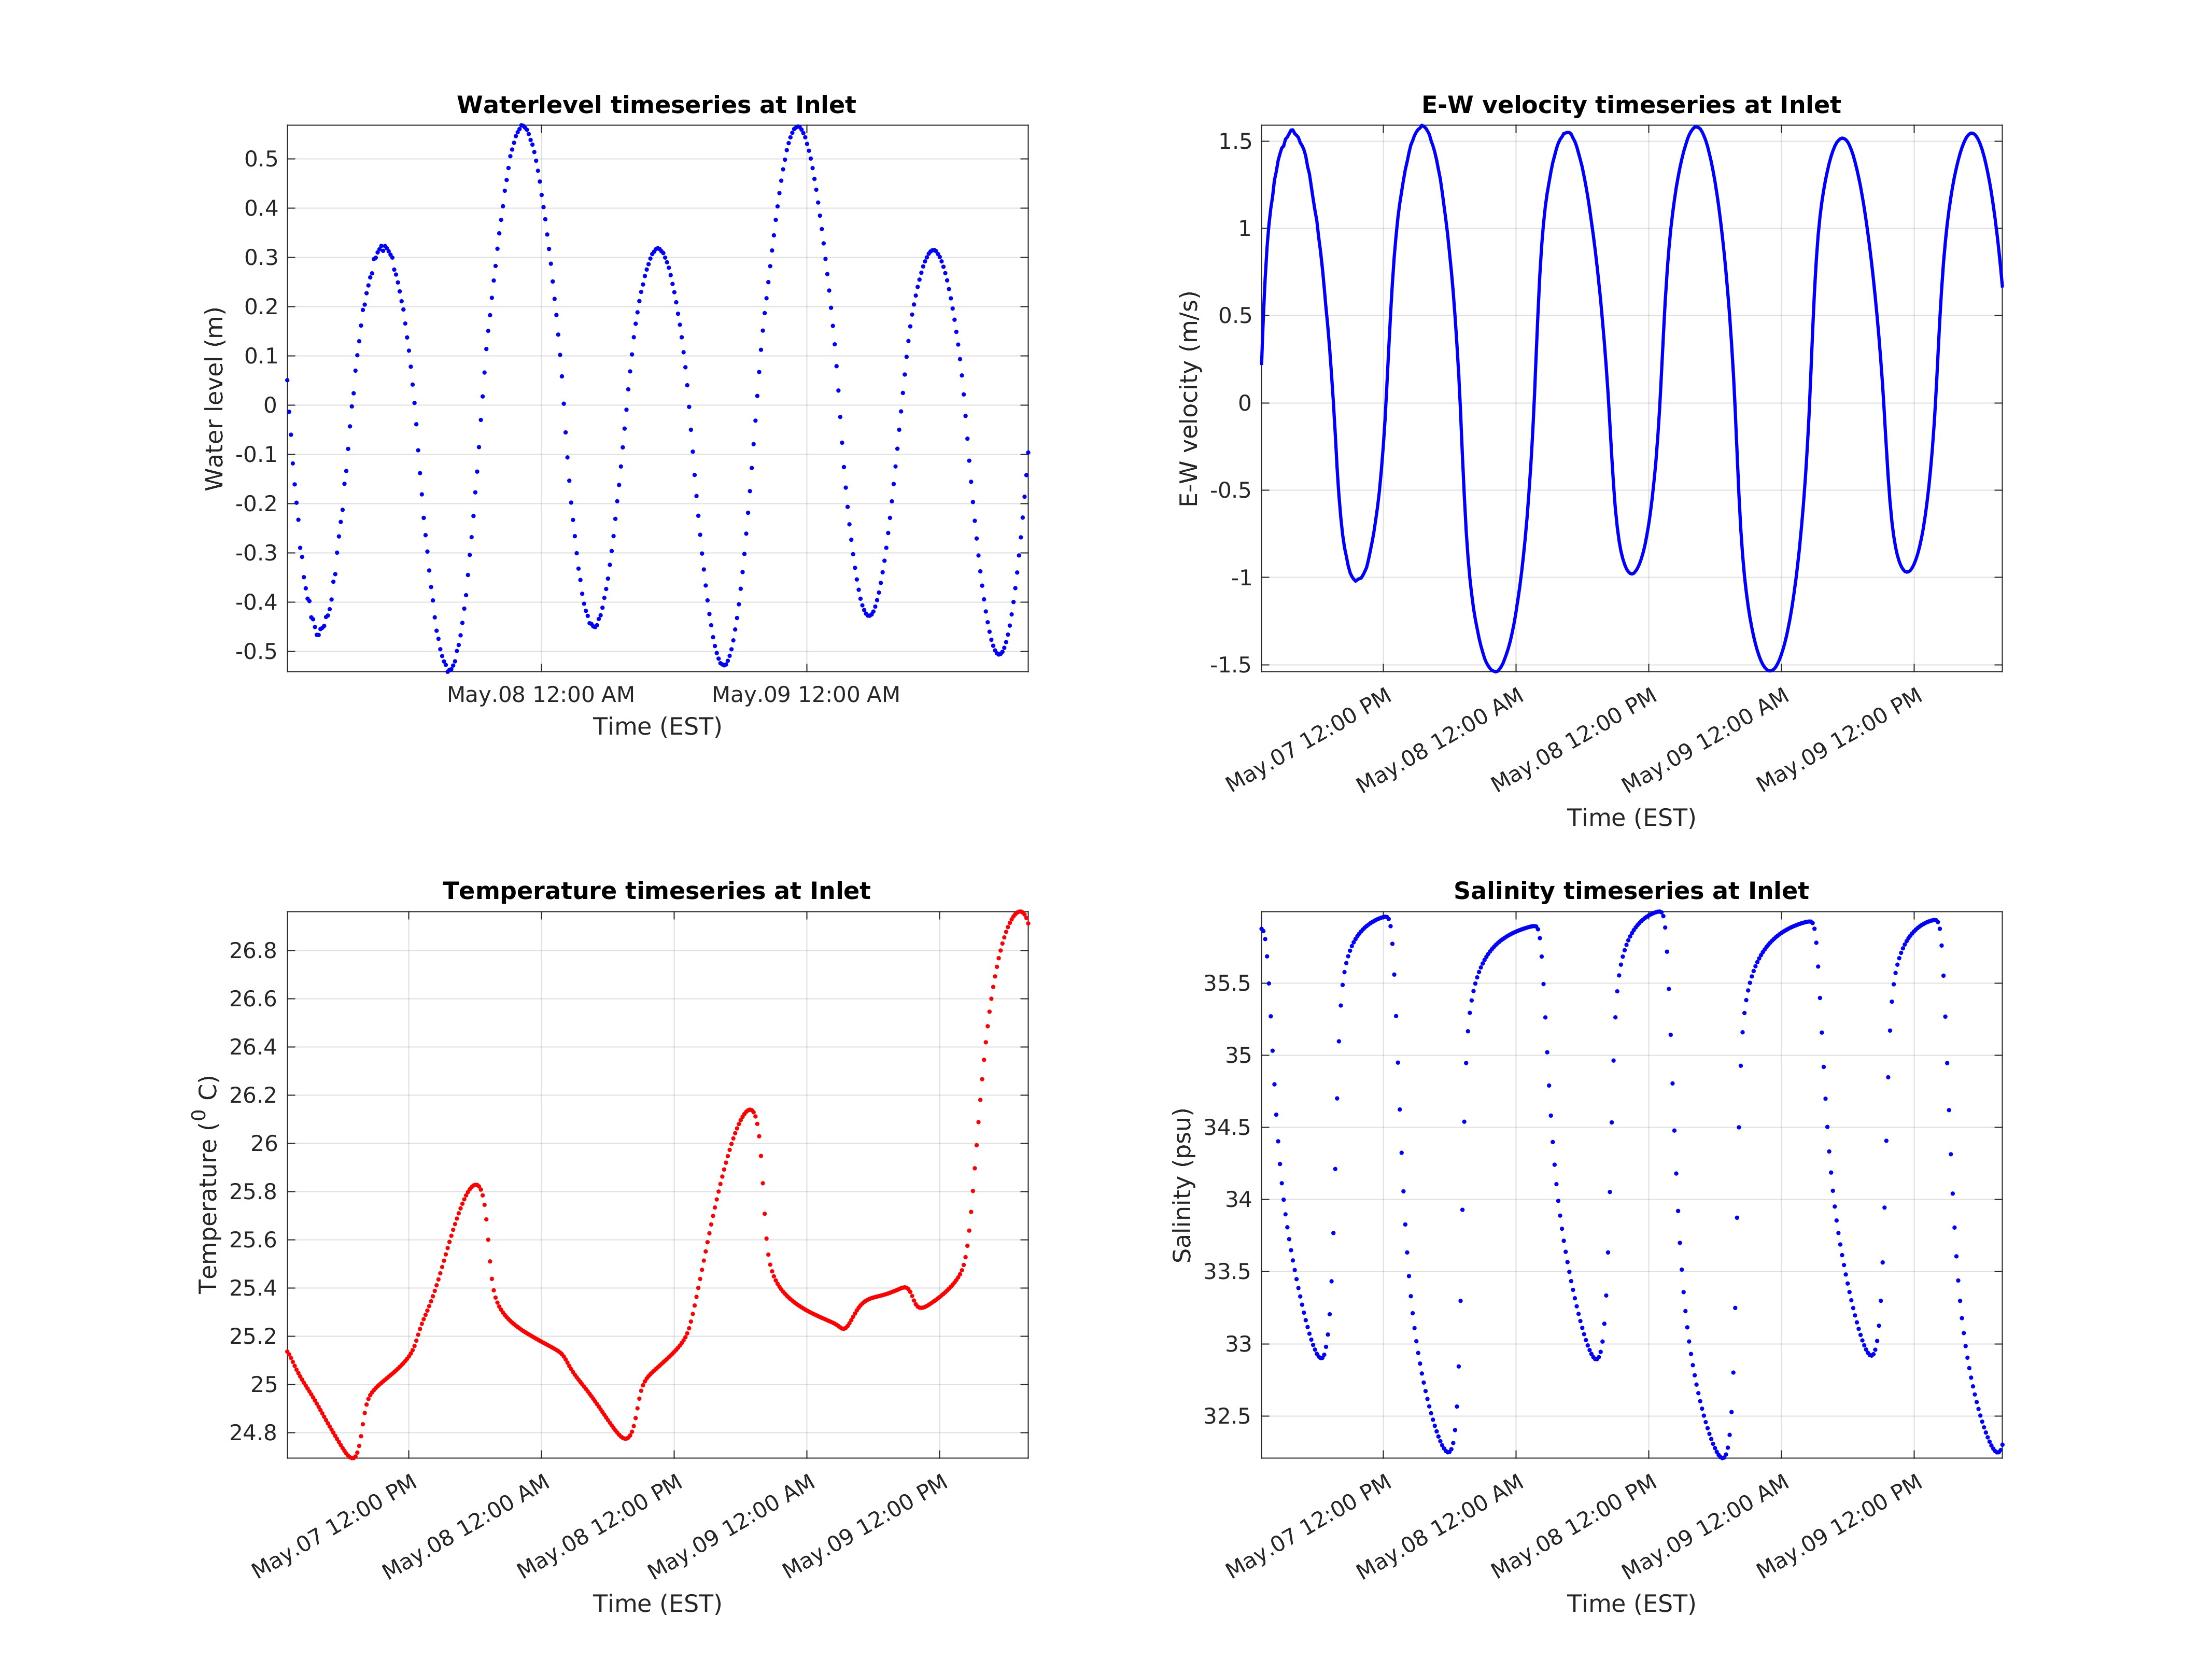 Waterlevel timeseries at Inlet
0.5
0.4
0.3
0.2
0.1
0
-0.1
-0.2
-0.3
-0.4
-0.5
Water level (m)
May.08 12:00 AM
May.09 12:00 AM
Time (EST)
E-W velocity timeseries at Inlet
1.5
1
0.5
0
-0.5
-1
-1.5
E-W velocity (m/s)
May.07 12:00 PM
May.08 12:00 AM
May.08 12:00 PM
May.09 12:00 AM
May.09 12:00 PM
Time (EST)
Temperature timeseries at Inlet
26.8
26.6
26.4
26.2
26
25.8
25.6
25.4
25.2
25
24.8
Temperature (⁰ C)
May.07 12:00 PM
May.08 12:00 AM
May.08 12:00 PM
May.09 12:00 AM
May.09 12:00 PM
Time (EST)
Salinity timeseries at Inlet
35.5
35
34.5
34
33.5
33
32.5
Salinity (psu)
May.07 12:00 PM
May.08 12:00 AM
May.08 12:00 PM
May.09 12:00 AM
May.09 12:00 PM
Time (EST)